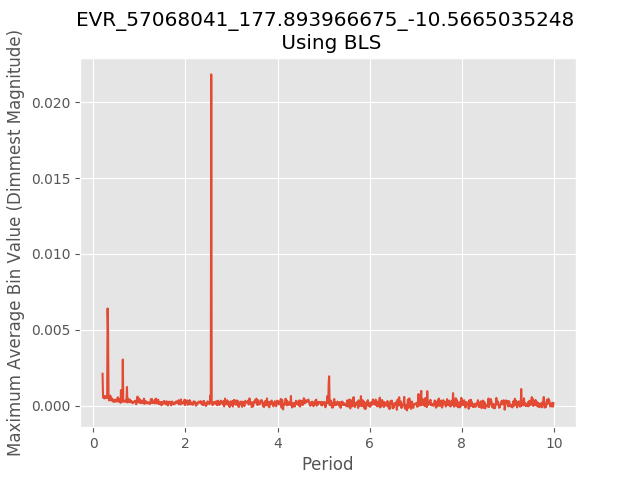 EVR_57068041_177.893966675_-10.5665035248
Using BLS
Maximum Average Bin Value (Dimmest Magnitude)
0.020
0.015
0.010
0.005
0.000
0
2
4
6
8
10
Period